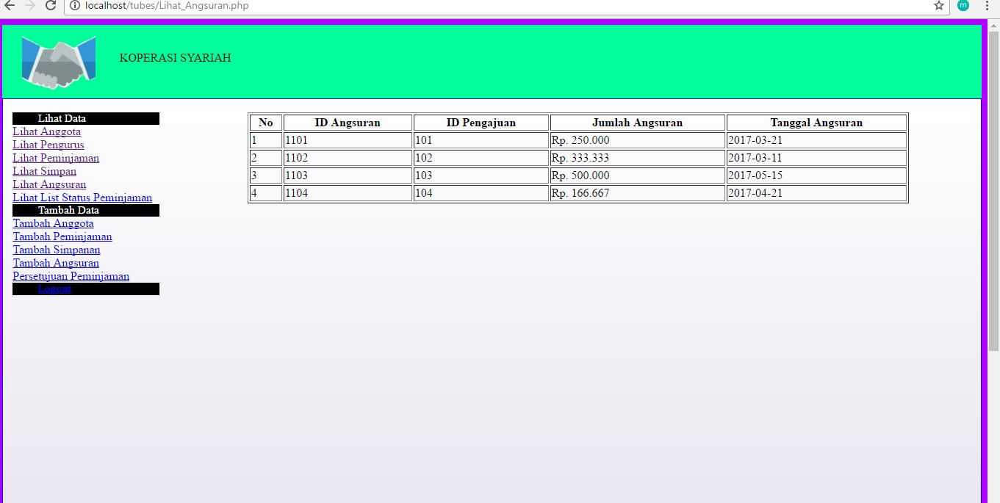 localhost/tubes/Lihat_Angsuran.php
m
KOPERASI SYARIAH
Lihat Data
Lihat Anggota
Lihat Pengurus
Lihat Peminjaman
Lihat Simpan
Lihat Angsuran
Lihat List Status Peminjaman
Tambah Data
Tambah Anggota
Tambah Peminjaman
Tambah Simpanan
Tambah Angsuran
Persetujuan Peminjaman
Logout
No ID Angsuran ID Pengajuan Jumlah Angsuran Tanggal Angsuran
1 1101 101 Rp. 250.000 2017-03-21
2 1102 102 Rp. 333.333 2017-03-11
3 1103 103 Rp. 500.000 2017-05-15
4 1104 104 Rp. 166.667 2017-04-21